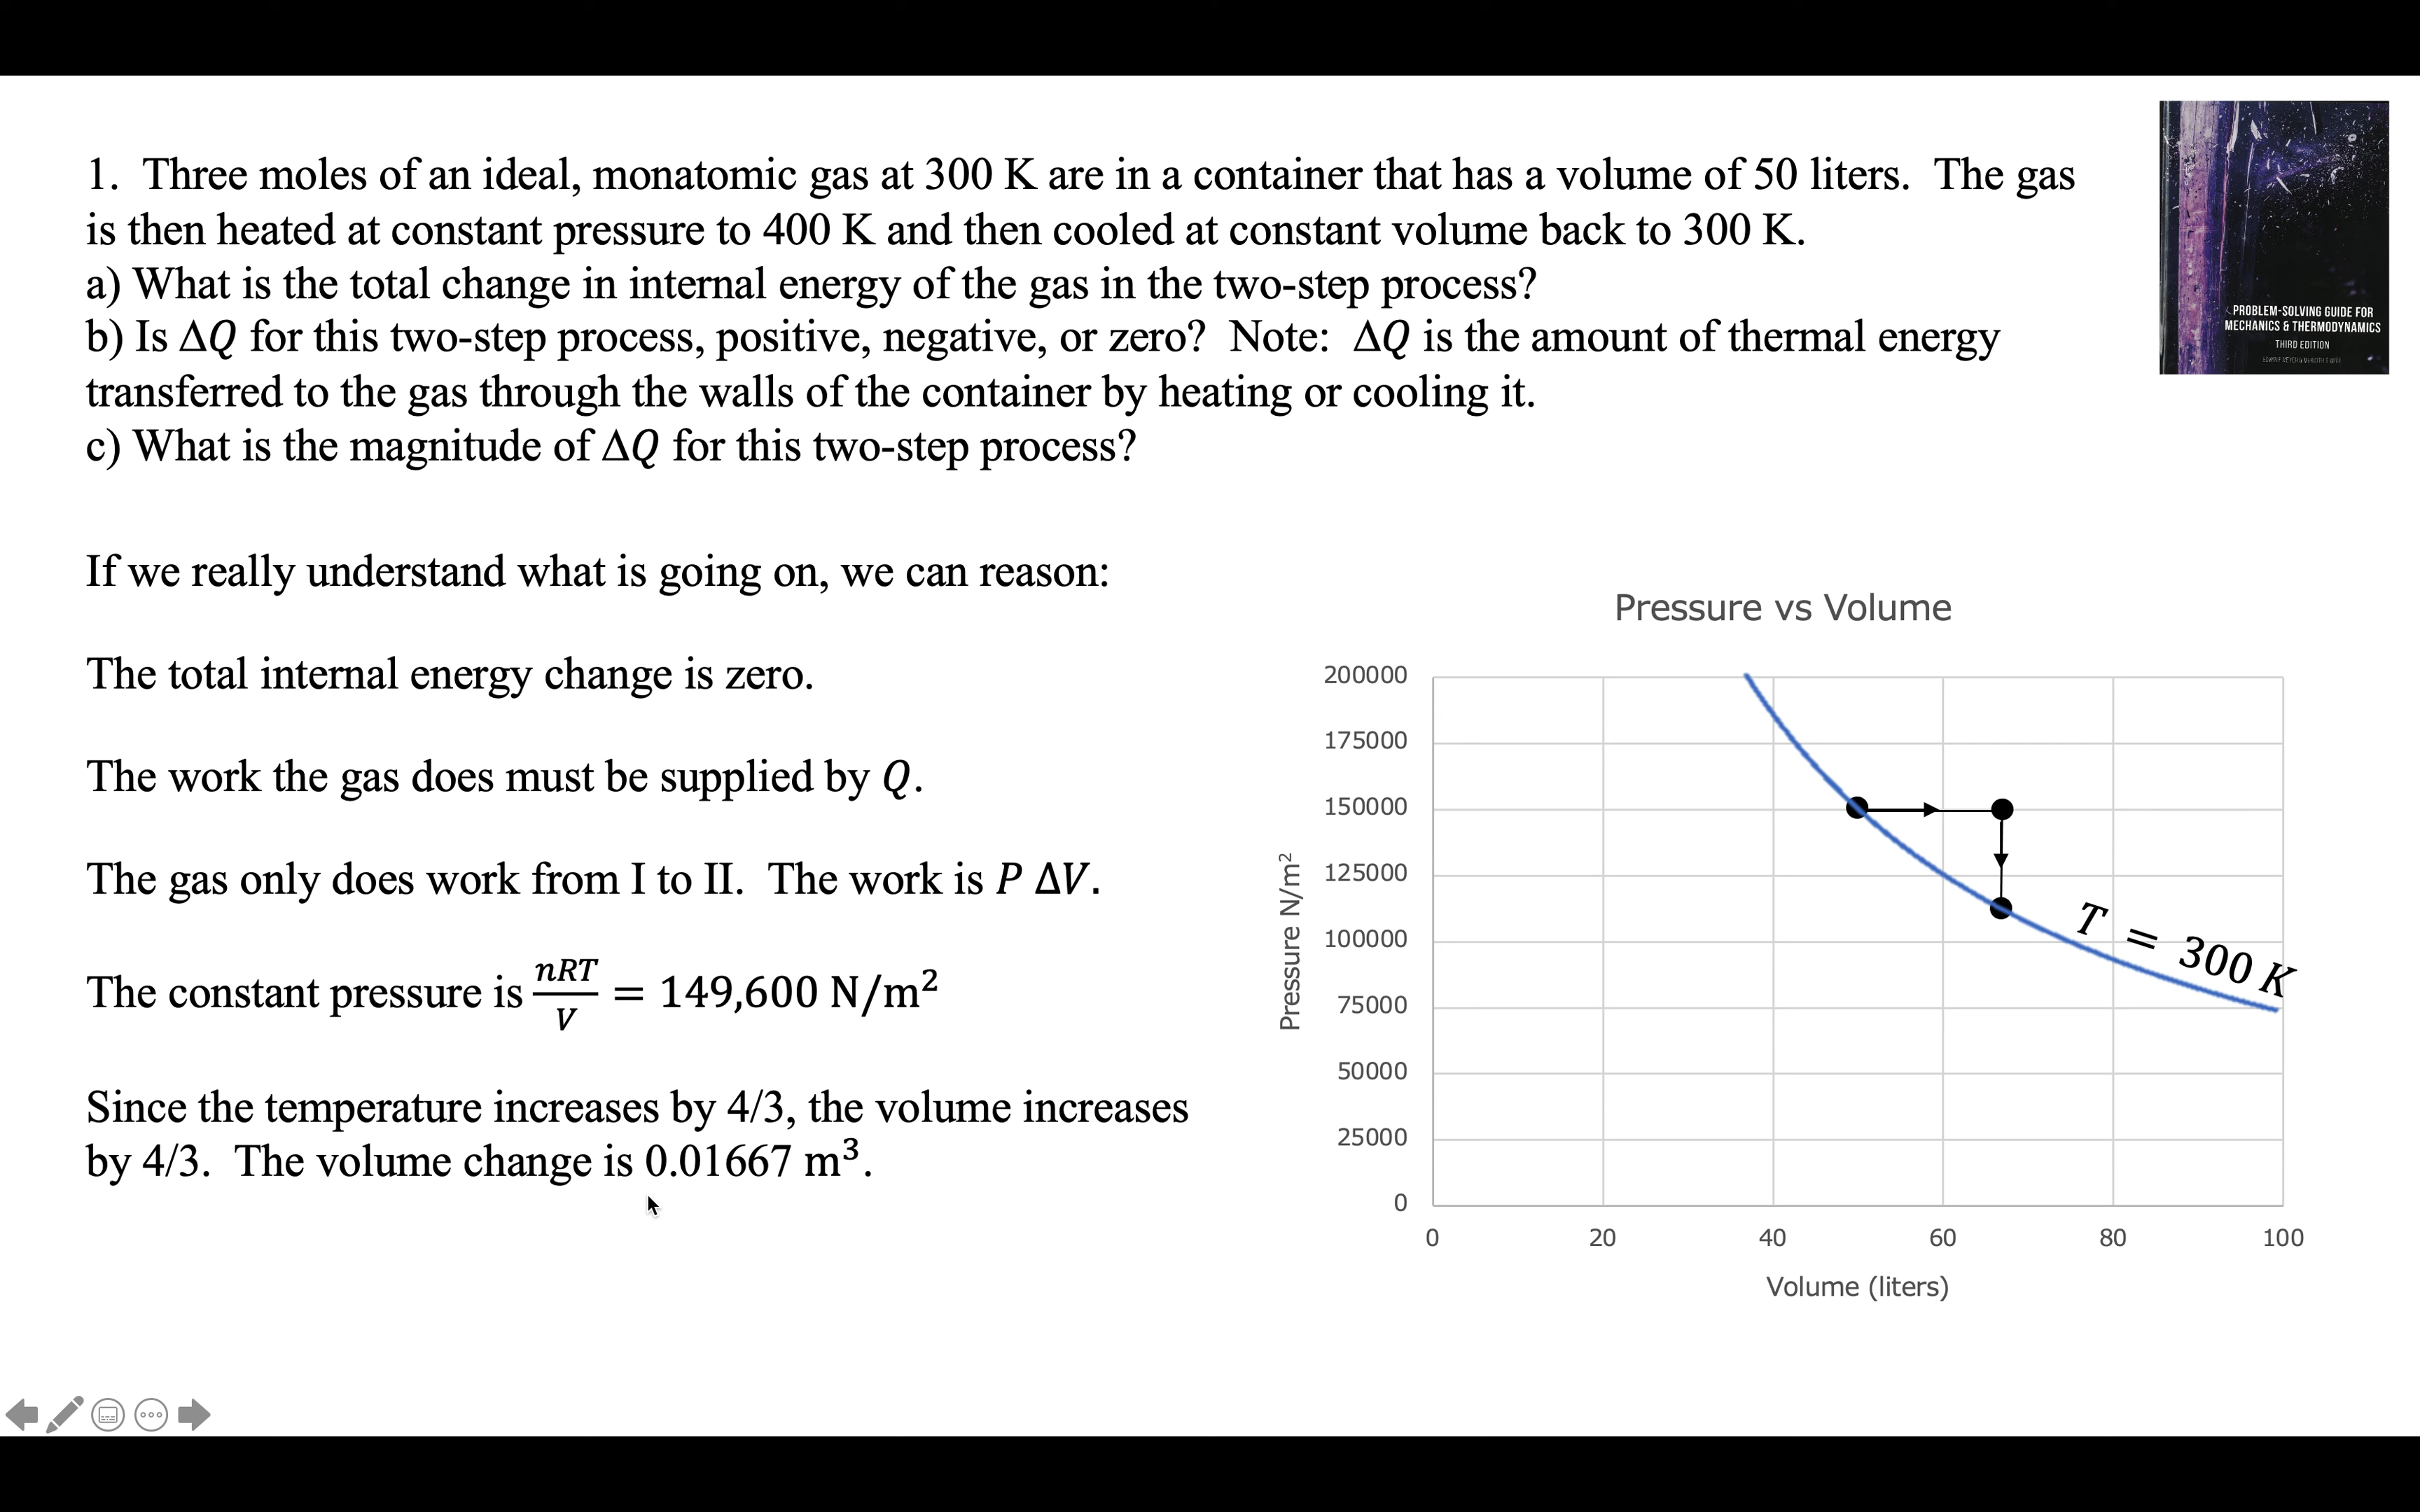 1. Three moles of an ideal, monatomic gas at 300 K are in a container that has a volume of 50 liters. The gas
is then heated at constant pressure to 400 K and then cooled at constant volume back to 300 K.
a) What is the total change in internal energy of the gas in the two-step process?
b) Is Δ𝑄 for this two-step process, positive, negative, or zero? Note: Δ𝑄 is the amount of thermal energy
transferred to the gas through the walls of the container by heating or cooling it.
c) What is the magnitude of Δ𝑄 for this two-step process?
PROBLEM-SOLVING GUIDE FOR
MECHANICS & THERMODYNAMICS
THIRD EDITION
If we really understand what is going on, we can reason:
The total internal energy change is zero.
The work the gas does must be supplied by 𝑄.
The gas only does work from I to II. The work is 𝑃 Δ𝑉.
The constant pressure is 𝑛𝑅𝑇/𝑉 = 149,600 N/m²
Since the temperature increases by 4/3, the volume increases
by 4/3. The volume change is 0.01667 m³.
Pressure vs Volume
Pressure N/m²
200000
175000
150000
125000
100000
75000
50000
25000
0
𝑇 = 300 𝐾
0 20 40 60 80 100
Volume (liters)